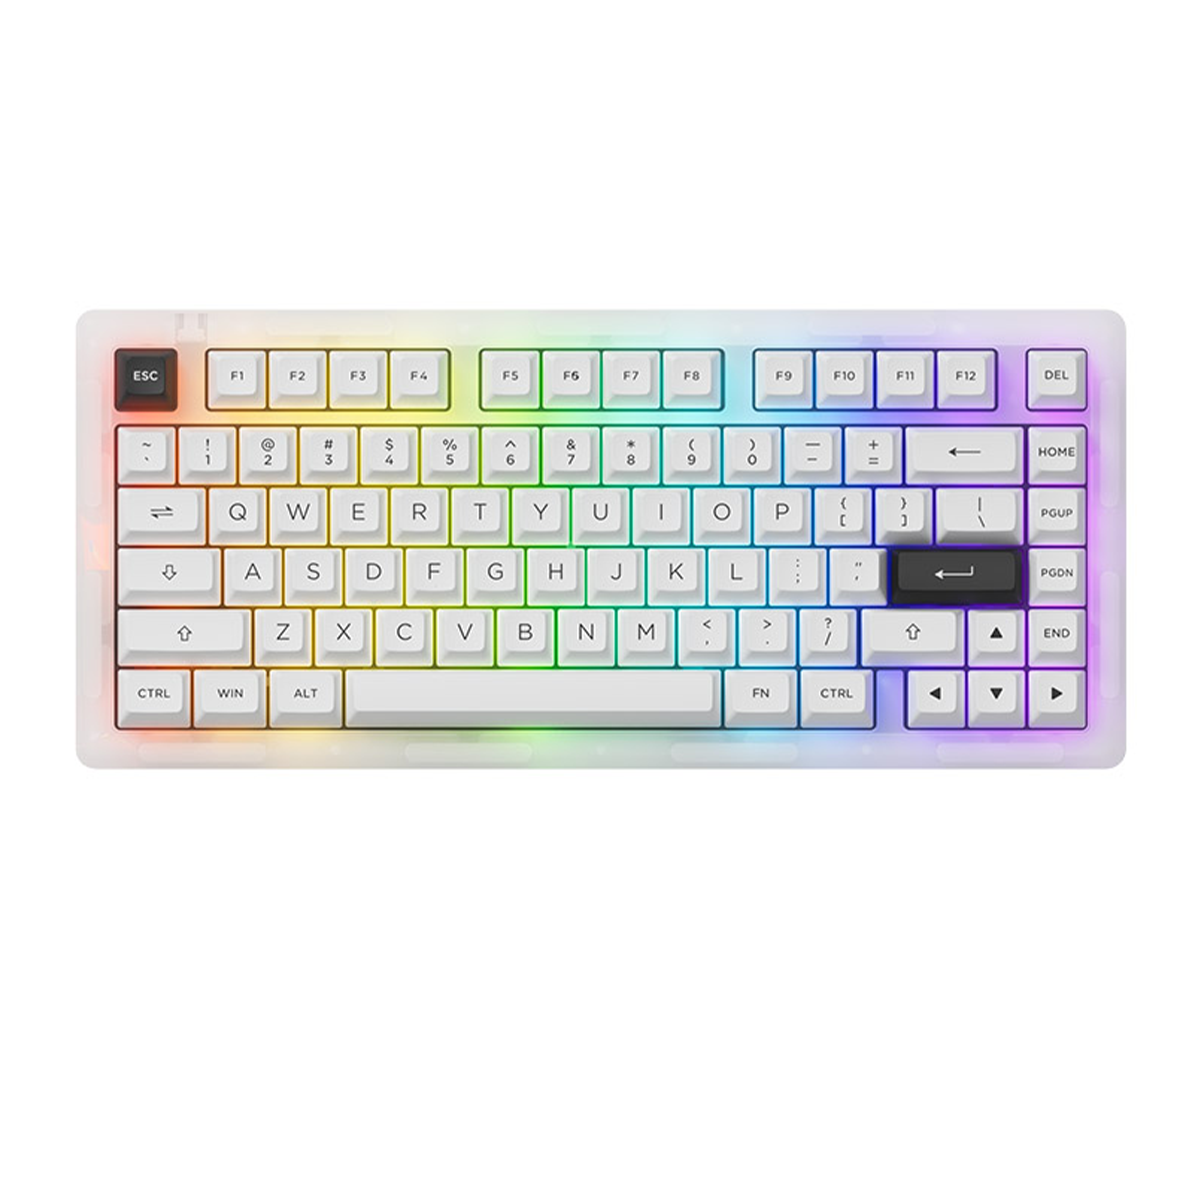 ESC F1 F2 F3 F4 F5 F6 F7 F8 F9 F10 F11 F12 DEL
~ ! @ # $ % ^ & * ( ) — +
` 1 2 3 4 5 6 7 8 9 0 – = ← HOME
⇌ Q W E R T Y U I O P { [ } ] | \ PGUP
⇩ A S D F G H J K L : ; " ' ↵ PGDN
⇧ Z X C V B N M < , > . ? / ⇧ ▲ END
CTRL WIN ALT FN CTRL ◀ ▼ ▶